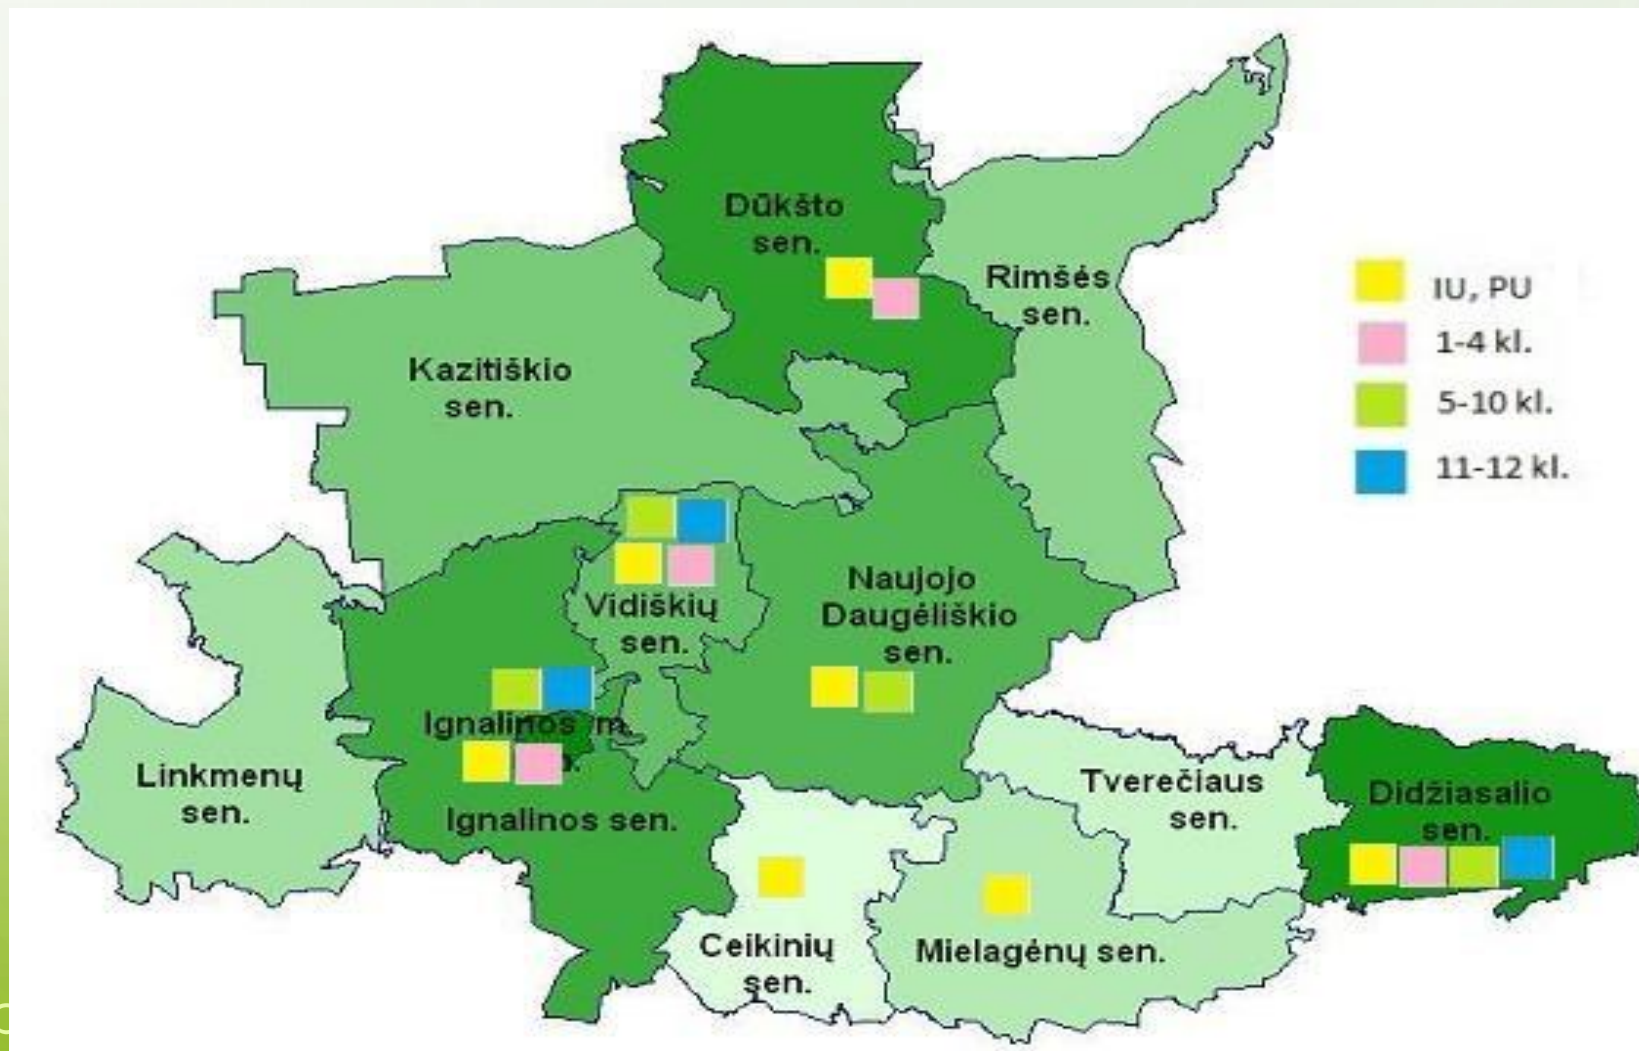 Dūkšto
sen.
Rimšės
sen.
Kazitiškio
sen.
Vidiškių
sen.
Naujojo
Daugėliškio
sen.
Ignalinos m.
Ignalinos sen.
Linkmenų
sen.
Tverečiaus
sen.
Didžiasalio
sen.
Ceikinių
sen.
Mielagėnų sen.
IU, PU
1-4 kl.
5-10 kl.
11-12 kl.